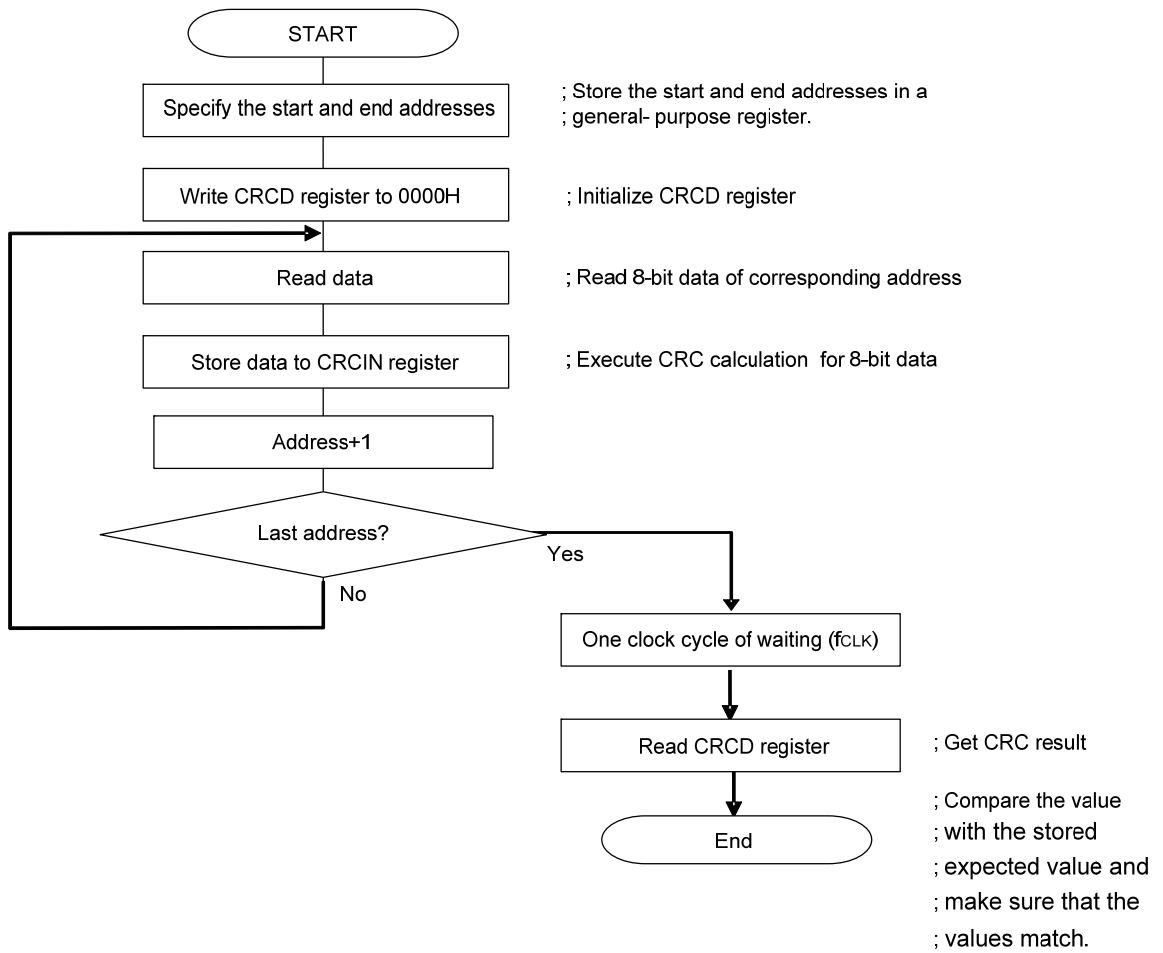 START
Specify the start and end addresses
; Store the start and end addresses in a
; general- purpose register.
Write CRCD register to 0000H
; Initialize CRCD register
Read data
; Read 8-bit data of corresponding address
Store data to CRCIN register
; Execute CRC calculation for 8-bit data
Address+1
Last address?
Yes
No
One clock cycle of waiting (fCLK)
Read CRCD register
; Get CRC result
; Compare the value
; with the stored
; expected value and
; make sure that the
; values match.
End